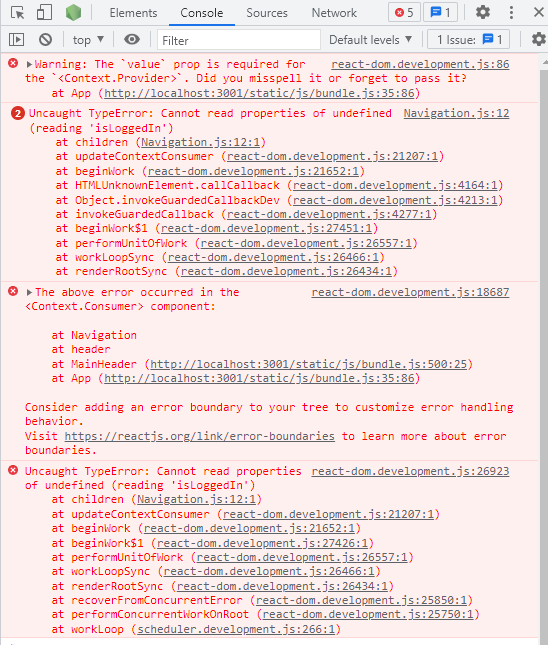 Elements Console Sources Network 5 1
top Filter Default levels 1 Issue: 1
Warning: The `value` prop is required for react-dom.development.js:86
the `<Context.Provider>`. Did you misspell it or forget to pass it?
at App (http://localhost:3001/static/js/bundle.js:35:86)
2 Uncaught TypeError: Cannot read properties of undefined Navigation.js:12
(reading 'isLoggedIn')
at children (Navigation.js:12:1)
at updateContextConsumer (react-dom.development.js:21207:1)
at beginWork (react-dom.development.js:21652:1)
at HTMLUnknownElement.callCallback (react-dom.development.js:4164:1)
at Object.invokeGuardedCallbackDev (react-dom.development.js:4213:1)
at invokeGuardedCallback (react-dom.development.js:4277:1)
at beginWork$1 (react-dom.development.js:27451:1)
at performUnitOfWork (react-dom.development.js:26557:1)
at workLoopSync (react-dom.development.js:26466:1)
at renderRootSync (react-dom.development.js:26434:1)
The above error occurred in the react-dom.development.js:18687
<Context.Consumer> component:
at Navigation
at header
at MainHeader (http://localhost:3001/static/js/bundle.js:500:25)
at App (http://localhost:3001/static/js/bundle.js:35:86)
Consider adding an error boundary to your tree to customize error handling
behavior.
Visit https://reactjs.org/link/error-boundaries to learn more about error
boundaries.
Uncaught TypeError: Cannot read properties react-dom.development.js:26923
of undefined (reading 'isLoggedIn')
at children (Navigation.js:12:1)
at updateContextConsumer (react-dom.development.js:21207:1)
at beginWork (react-dom.development.js:21652:1)
at beginWork$1 (react-dom.development.js:27426:1)
at performUnitOfWork (react-dom.development.js:26557:1)
at workLoopSync (react-dom.development.js:26466:1)
at renderRootSync (react-dom.development.js:26434:1)
at recoverFromConcurrentError (react-dom.development.js:25850:1)
at performConcurrentWorkOnRoot (react-dom.development.js:25750:1)
at workLoop (scheduler.development.js:266:1)